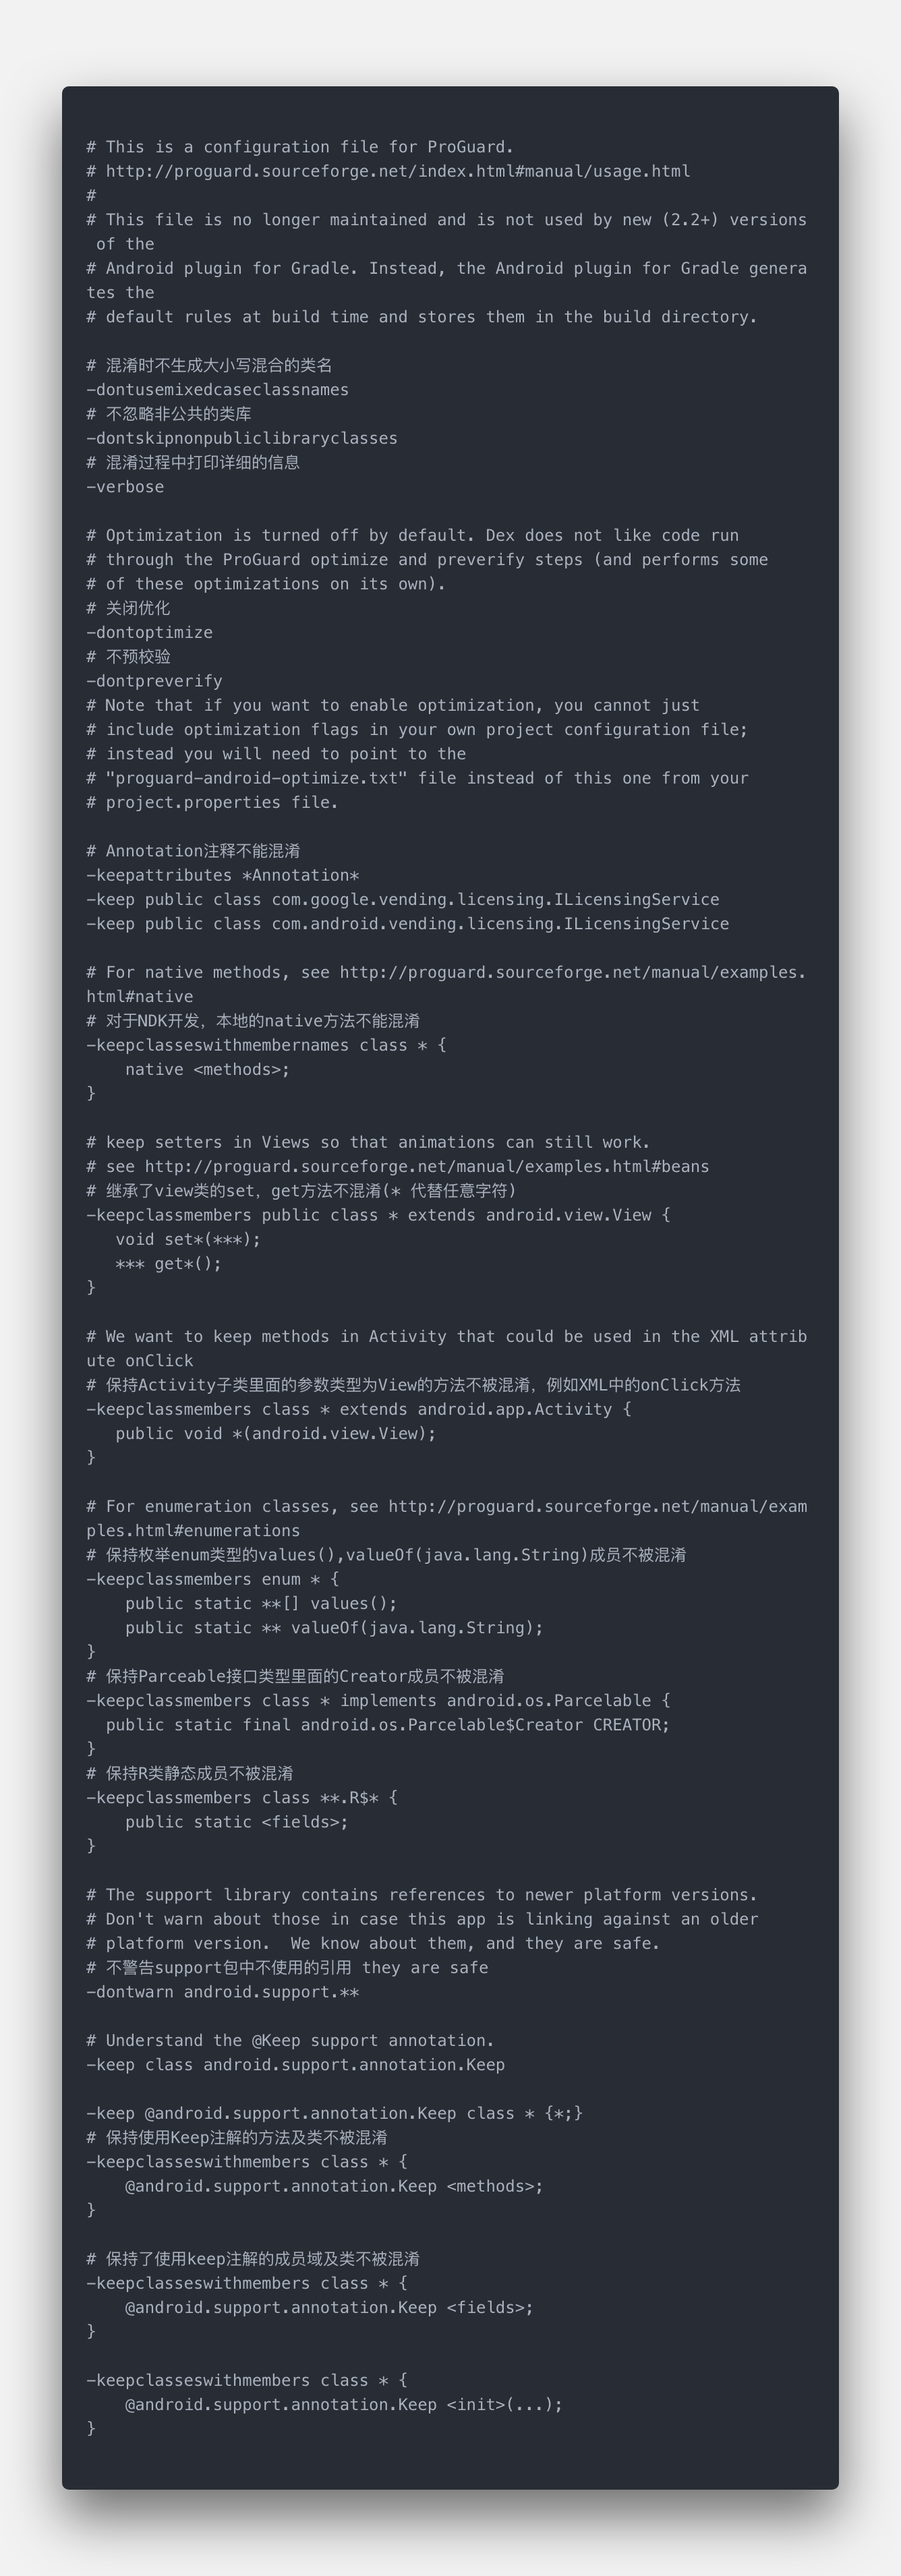 # This is a configuration file for ProGuard.
# http://proguard.sourceforge.net/index.html#manual/usage.html
#
# This file is no longer maintained and is not used by new (2.2+) versions
 of the
# Android plugin for Gradle. Instead, the Android plugin for Gradle genera
tes the
# default rules at build time and stores them in the build directory.

# 混淆时不生成大小写混合的类名
-dontusemixedcaseclassnames
# 不忽略非公共的类库
-dontskipnonpubliclibraryclasses
# 混淆过程中打印详细的信息
-verbose

# Optimization is turned off by default. Dex does not like code run
# through the ProGuard optimize and preverify steps (and performs some
# of these optimizations on its own).
# 关闭优化
-dontoptimize
# 不预校验
-dontpreverify
# Note that if you want to enable optimization, you cannot just
# include optimization flags in your own project configuration file;
# instead you will need to point to the
# "proguard-android-optimize.txt" file instead of this one from your
# project.properties file.

# Annotation注释不能混淆
-keepattributes *Annotation*
-keep public class com.google.vending.licensing.ILicensingService
-keep public class com.android.vending.licensing.ILicensingService

# For native methods, see http://proguard.sourceforge.net/manual/examples.
html#native
# 对于NDK开发，本地的native方法不能混淆
-keepclasseswithmembernames class * {
    native <methods>;
}

# keep setters in Views so that animations can still work.
# see http://proguard.sourceforge.net/manual/examples.html#beans
# 继承了view类的set，get方法不混淆(* 代替任意字符)
-keepclassmembers public class * extends android.view.View {
   void set*(***);
   *** get*();
}

# We want to keep methods in Activity that could be used in the XML attrib
ute onClick
# 保持Activity子类里面的参数类型为View的方法不被混淆，例如XML中的onClick方法
-keepclassmembers class * extends android.app.Activity {
   public void *(android.view.View);
}

# For enumeration classes, see http://proguard.sourceforge.net/manual/exam
ples.html#enumerations
# 保持枚举enum类型的values(),valueOf(java.lang.String)成员不被混淆
-keepclassmembers enum * {
    public static **[] values();
    public static ** valueOf(java.lang.String);
}
# 保持Parceable接口类型里面的Creator成员不被混淆
-keepclassmembers class * implements android.os.Parcelable {
  public static final android.os.Parcelable$Creator CREATOR;
}
# 保持R类静态成员不被混淆
-keepclassmembers class **.R$* {
    public static <fields>;
}

# The support library contains references to newer platform versions.
# Don't warn about those in case this app is linking against an older
# platform version.  We know about them, and they are safe.
# 不警告support包中不使用的引用 they are safe
-dontwarn android.support.**

# Understand the @Keep support annotation.
-keep class android.support.annotation.Keep

-keep @android.support.annotation.Keep class * {*;}
# 保持使用Keep注解的方法及类不被混淆
-keepclasseswithmembers class * {
    @android.support.annotation.Keep <methods>;
}

# 保持了使用keep注解的成员域及类不被混淆
-keepclasseswithmembers class * {
    @android.support.annotation.Keep <fields>;
}

-keepclasseswithmembers class * {
    @android.support.annotation.Keep <init>(...);
}